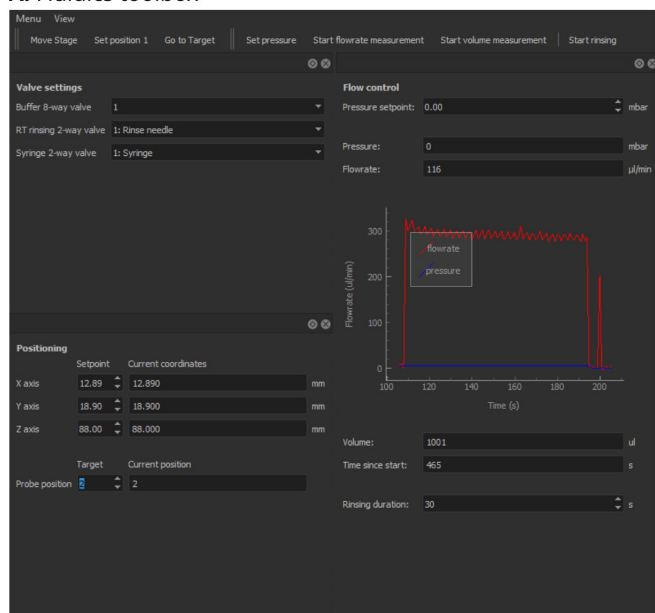 Menu View
Move Stage Set position 1 Go to Target Set pressure Start flowrate measurement Start volume measurement Start rinsing
Valve settings
Buffer 8-way valve 1
RT rinsing 2-way valve 1: Rinse needle
Syringe 2-way valve 1: Syringe
Positioning
Setpoint Current coordinates
X axis 12.89 12.890 mm
Y axis 18.90 18.900 mm
Z axis 88.00 88.000 mm
Target Current position
Probe position 2 2
Flow control
Pressure setpoint: 0.00 mbar
Pressure: 0 mbar
Flowrate: 116 µl/min
Flowrate (ul/min)
300
200
100
0
flowrate
pressure
100 120 140 160 180 200
Time (s)
Volume: 1001 ul
Time since start: 465 s
Rinsing duration: 30 s